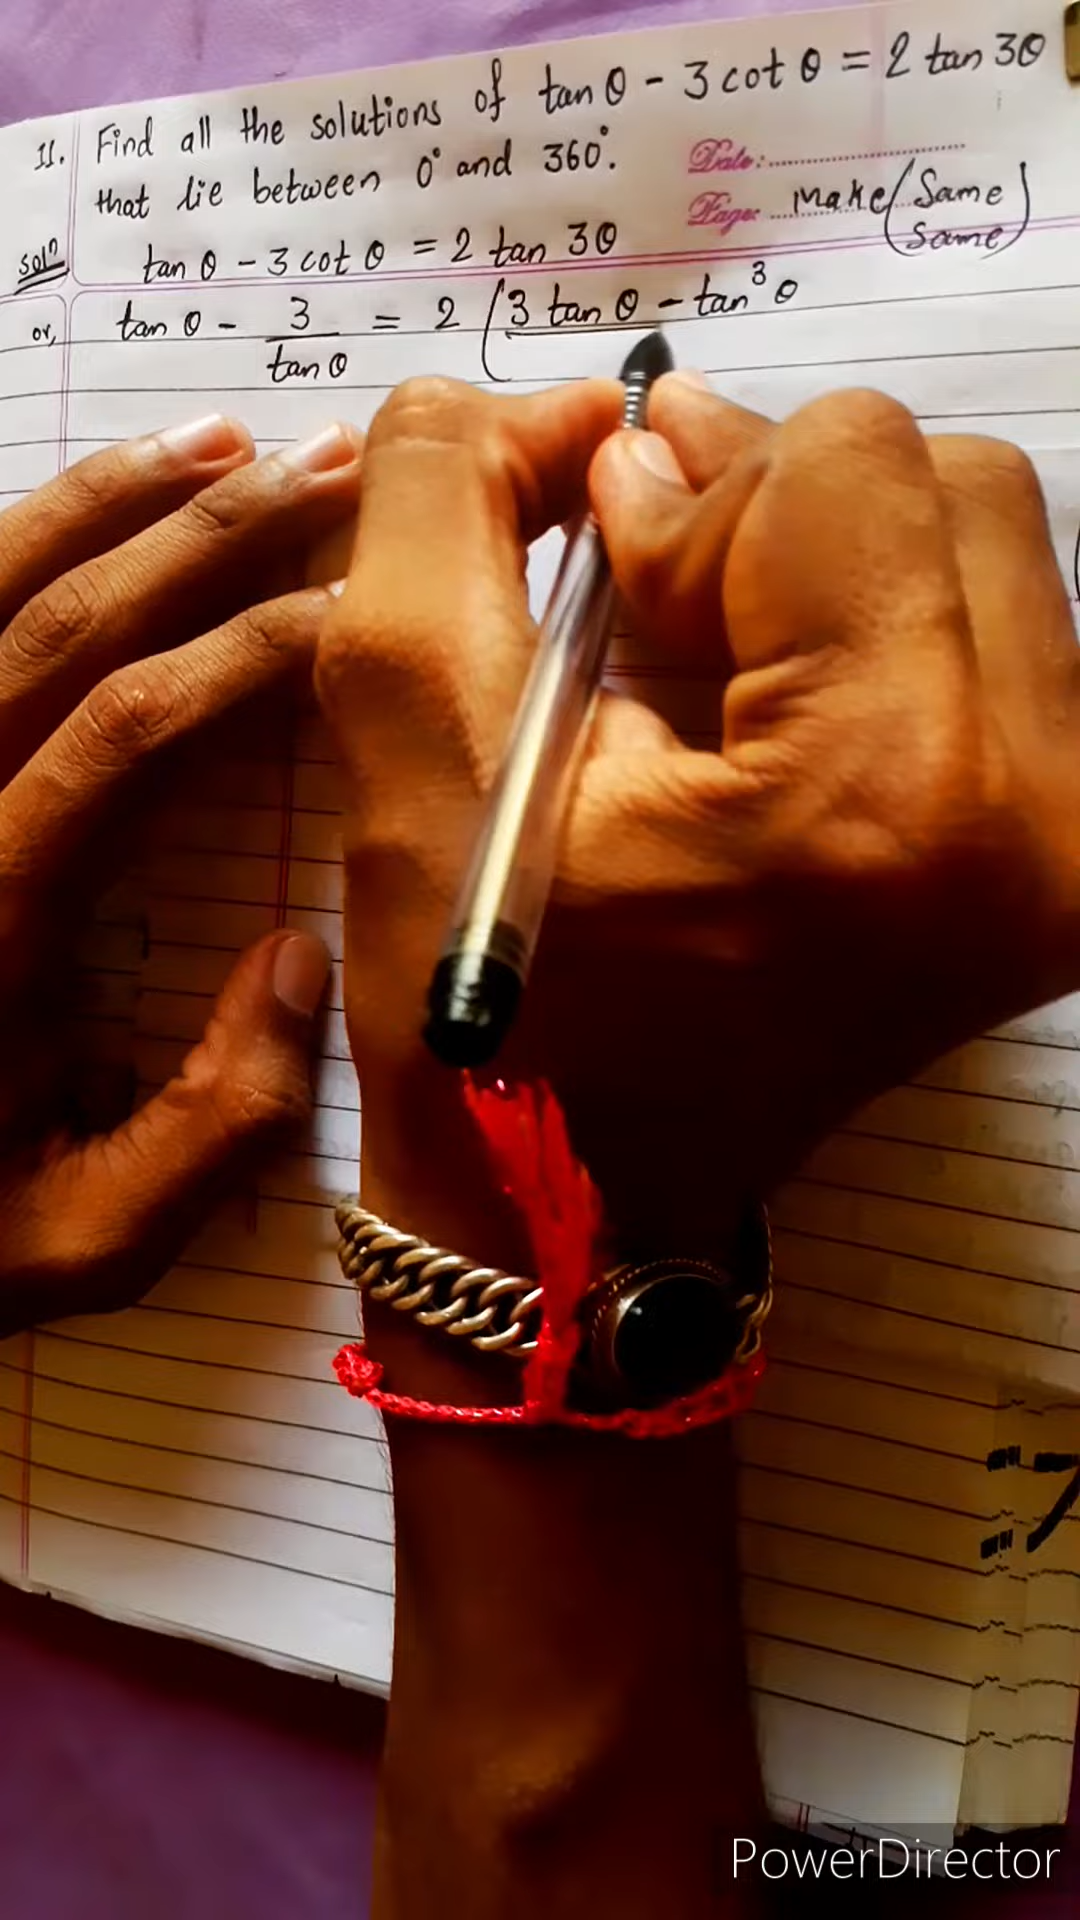 11. Find all the solutions of tan θ - 3 cot θ = 2 tan 3θ
that lie between 0° and 360°.
Date:
Page: Make (Same
Same)
Solⁿ tan θ - 3 cot θ = 2 tan 3θ
or, tan θ - 3/tan θ = 2 (3 tan θ - tan³ θ
PowerDirector